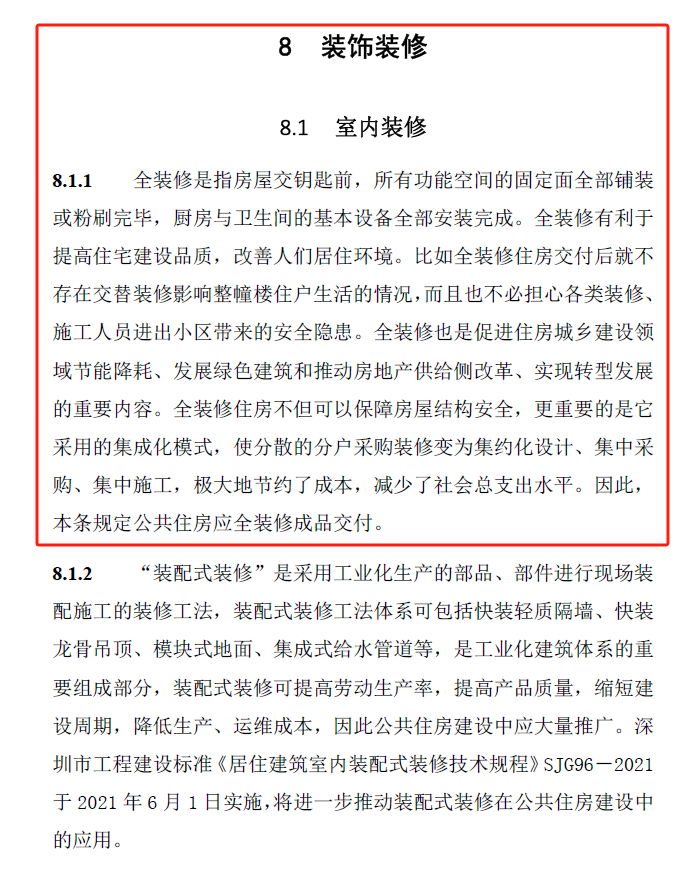 8 装饰装修
8.1 室内装修
8.1.1 全装修是指房屋交钥匙前，所有功能空间的固定面全部铺装
或粉刷完毕，厨房与卫生间的基本设备全部安装完成。全装修有利于
提高住宅建设品质，改善人们居住环境。比如全装修住房交付后就不
存在交替装修影响整幢楼住户生活的情况，而且也不必担心各类装修、
施工人员进出小区带来的安全隐患。全装修也是促进住房城乡建设领
域节能降耗、发展绿色建筑和推动房地产供给侧改革、实现转型发展
的重要内容。全装修住房不但可以保障房屋结构安全，更重要的是它
采用的集成化模式，使分散的分户采购装修变为集约化设计、集中采
购、集中施工，极大地节约了成本，减少了社会总支出水平。因此，
本条规定公共住房应全装修成品交付。
8.1.2 “装配式装修”是采用工业化生产的部品、部件进行现场装
配施工的装修工法，装配式装修工法体系可包括快装轻质隔墙、快装
龙骨吊顶、模块式地面、集成式给水管道等，是工业化建筑体系的重
要组成部分，装配式装修可提高劳动生产率，提高产品质量，缩短建
设周期，降低生产、运维成本，因此公共住房建设中应大量推广。深
圳市工程建设标准《居住建筑室内装配式装修技术规程》SJG96－2021
于 2021 年 6 月 1 日实施，将进一步推动装配式装修在公共住房建设中
的应用。